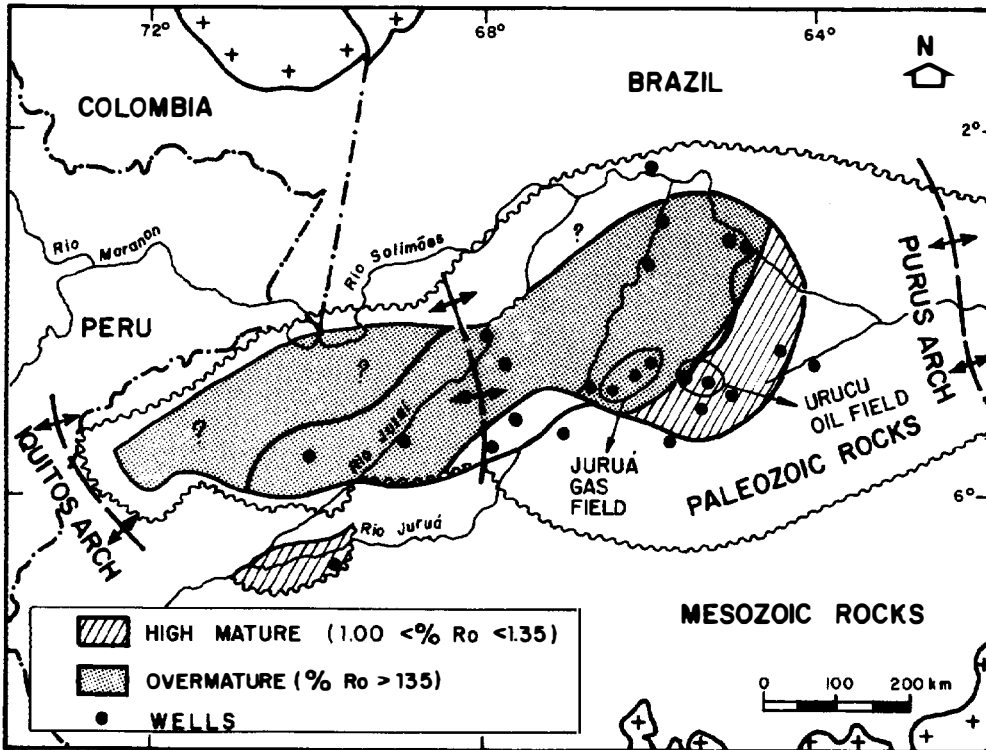 72° 68° 64°
N
BRAZIL
COLOMBIA
2°
Rio Maranon
Rio Solimões
?
PURUS ARCH
PERU
?
?
Rio Jutaí
URUCU
OIL FIELD
IQUITOS ARCH
JURUÁ
GAS
FIELD
PALEOZOIC ROCKS
6°
Rio Juruá
MESOZOIC ROCKS
HIGH MATURE (1.00 <% Ro <1.35)
OVERMATURE (% Ro > 135)
WELLS
0 100 200 km